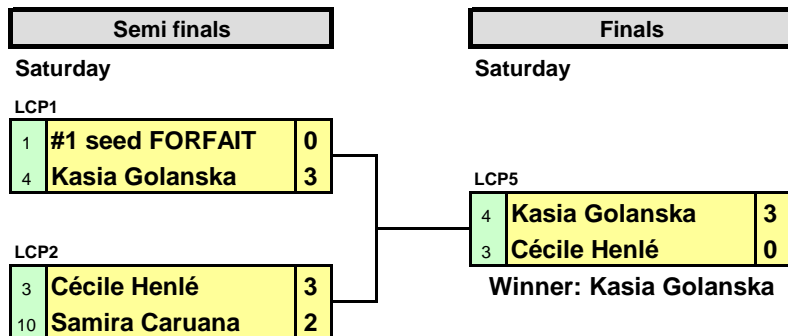 Semi finals
Finals
Saturday
Saturday
LCP1
1 #1 seed FORFAIT 0
4 Kasia Golanska 3
LCP5
4 Kasia Golanska 3
3 Cécile Henlé 0
Winner: Kasia Golanska
LCP2
3 Cécile Henlé 3
10 Samira Caruana 2